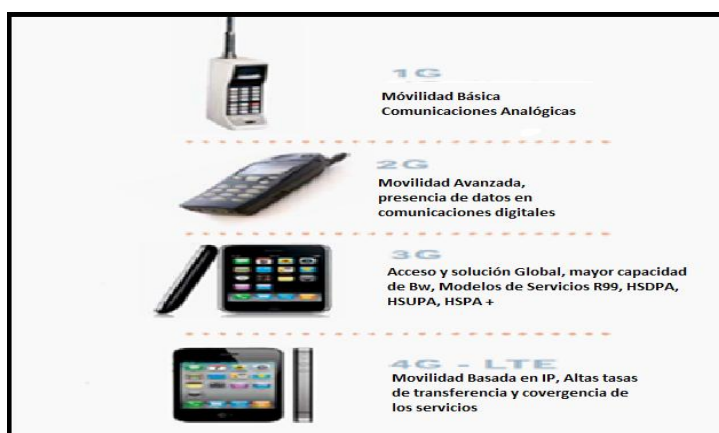 1G
Móvilidad Básica
Comunicaciones Analógicas
2G
Movilidad Avanzada,
presencia de datos en
comunicaciones digitales
3G
Acceso y solución Global, mayor capacidad
de Bw, Modelos de Servicios R99, HSDPA,
HSUPA, HSPA +
4G - LTE
Movilidad Basada en IP, Altas tasas
de transferencia y covergencia de
los servicios